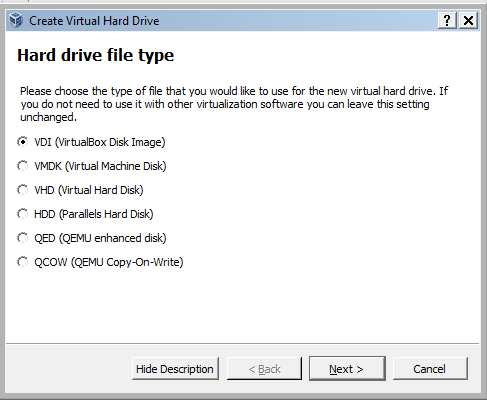 Create Virtual Hard Drive
?
Hard drive file type
Please choose the type of file that you would like to use for the new virtual hard drive. If
you do not need to use it with other virtualization software you can leave this setting
unchanged.
VDI (VirtualBox Disk Image)
VMDK (Virtual Machine Disk)
VHD (Virtual Hard Disk)
HDD (Parallels Hard Disk)
QED (QEMU enhanced disk)
QCOW (QEMU Copy-On-Write)
Hide Description < Back Next > Cancel